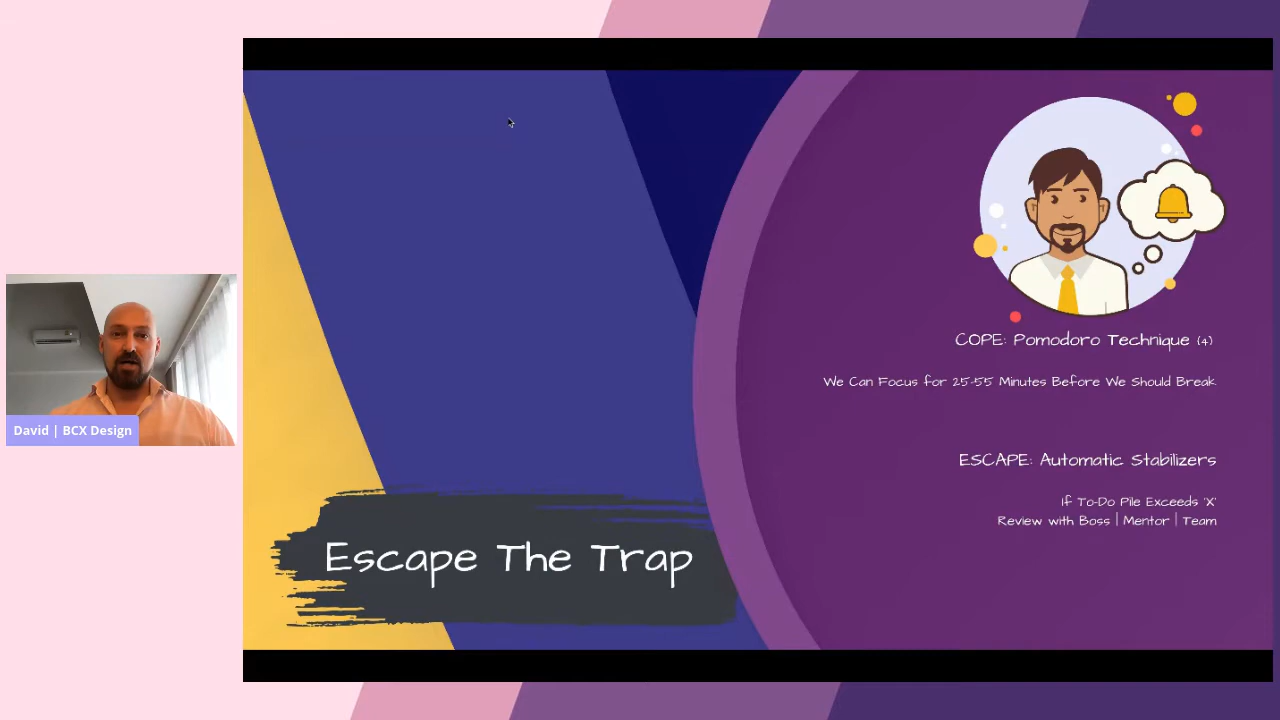 COPE: Pomodoro Technique (4)
We Can Focus for 25-55 Minutes Before We Should Break
ESCAPE: Automatic Stabilizers
If To-Do Pile Exceeds 'X'
Review with Boss | Mentor | Team
Escape The Trap
David | BCX Design